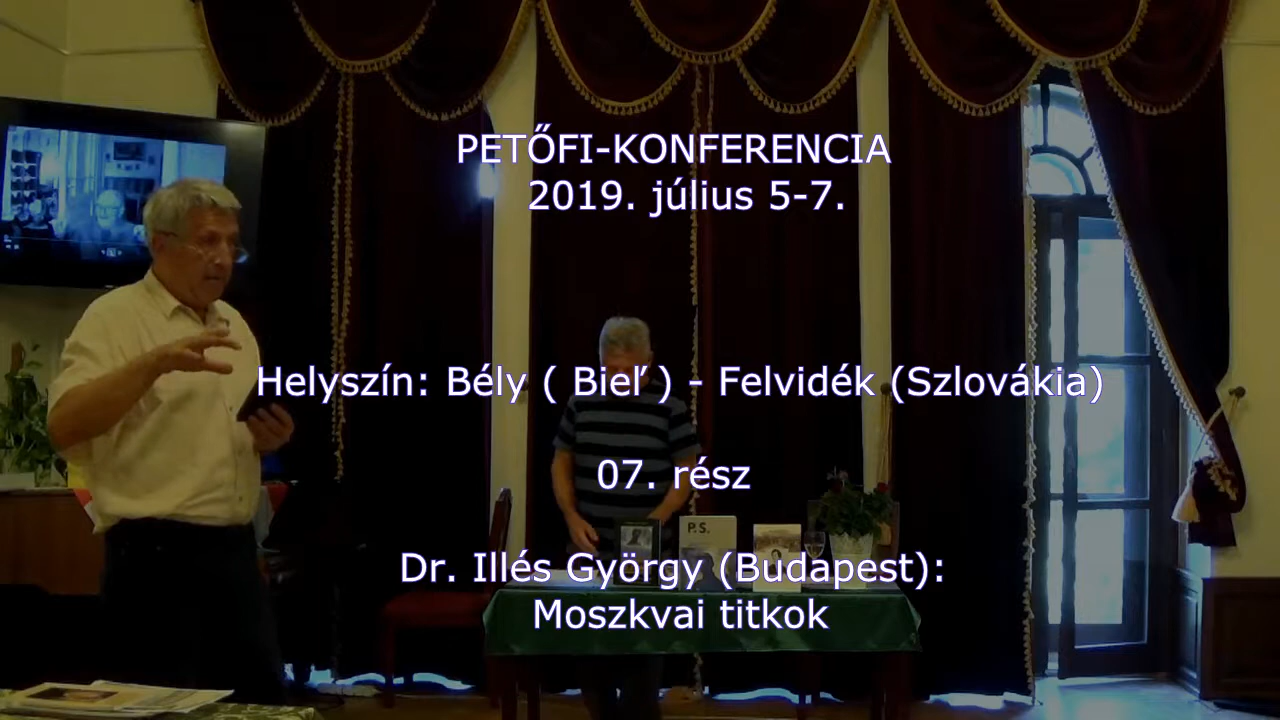 PETŐFI-KONFERENCIA
2019. július 5-7.
Helyszín: Bély ( Bieľ ) - Felvidék (Szlovákia)
07. rész
P.S.
Dr. Illés György (Budapest):
Moszkvai titkok